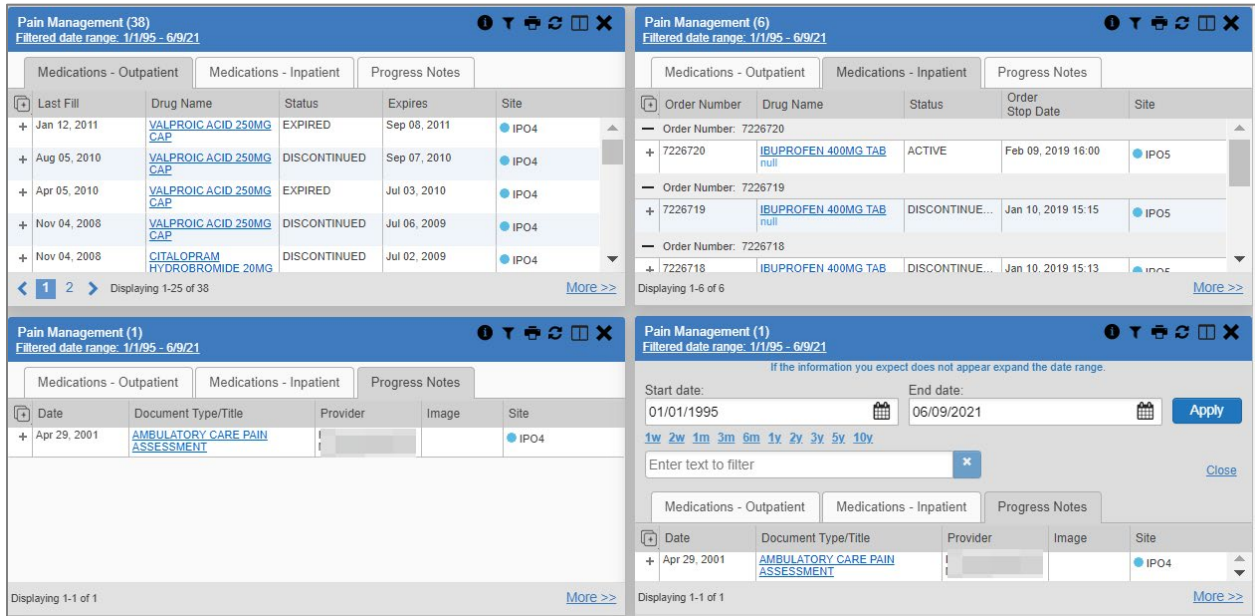 Pain Management (38)
Filtered date range: 1/1/95 - 6/9/21
Medications - Outpatient Medications - Inpatient Progress Notes
Last Fill Drug Name Status Expires Site
+ Jan 12, 2011 VALPROIC ACID 250MG EXPIRED Sep 08, 2011 IPO4
CAP
+ Aug 05, 2010 VALPROIC ACID 250MG DISCONTINUED Sep 07, 2010 IPO4
CAP
+ Apr 05, 2010 VALPROIC ACID 250MG EXPIRED Jul 03, 2010 IPO4
CAP
+ Nov 04, 2008 VALPROIC ACID 250MG DISCONTINUED Jul 06, 2009 IPO4
CAP
+ Nov 04, 2008 CITALOPRAM DISCONTINUED Jul 02, 2009 IPO4
HYDROBROMIDE 20MG
1 2 Displaying 1-25 of 38 More >>
Pain Management (6)
Filtered date range: 1/1/95 - 6/9/21
Medications - Outpatient Medications - Inpatient Progress Notes
Order Number Drug Name Status Order Stop Date Site
Order Number: 7226720
+ 7226720 IBUPROFEN 400MG TAB ACTIVE Feb 09, 2019 16:00 IPO5
null
Order Number: 7226719
+ 7226719 IBUPROFEN 400MG TAB DISCONTINUE... Jan 10, 2019 15:15 IPO5
null
Order Number: 7226718
+ 7226718 IBUPROFEN 400MG TAB DISCONTINUE... Jan 10, 2019 15:13 IPO5
Displaying 1-6 of 6 More >>
Pain Management (1)
Filtered date range: 1/1/95 - 6/9/21
Medications - Outpatient Medications - Inpatient Progress Notes
Date Document Type/Title Provider Image Site
+ Apr 29, 2001 AMBULATORY CARE PAIN IPO4
ASSESSMENT
Displaying 1-1 of 1 More >>
Pain Management (1)
Filtered date range: 1/1/95 - 6/9/21
If the information you expect does not appear expand the date range.
Start date: End date:
01/01/1995 06/09/2021 Apply
1w 2w 1m 3m 6m 1y 2y 3y 5y 10y
Enter text to filter x Close
Medications - Outpatient Medications - Inpatient Progress Notes
Date Document Type/Title Provider Image Site
+ Apr 29, 2001 AMBULATORY CARE PAIN IPO4
ASSESSMENT
Displaying 1-1 of 1 More >>